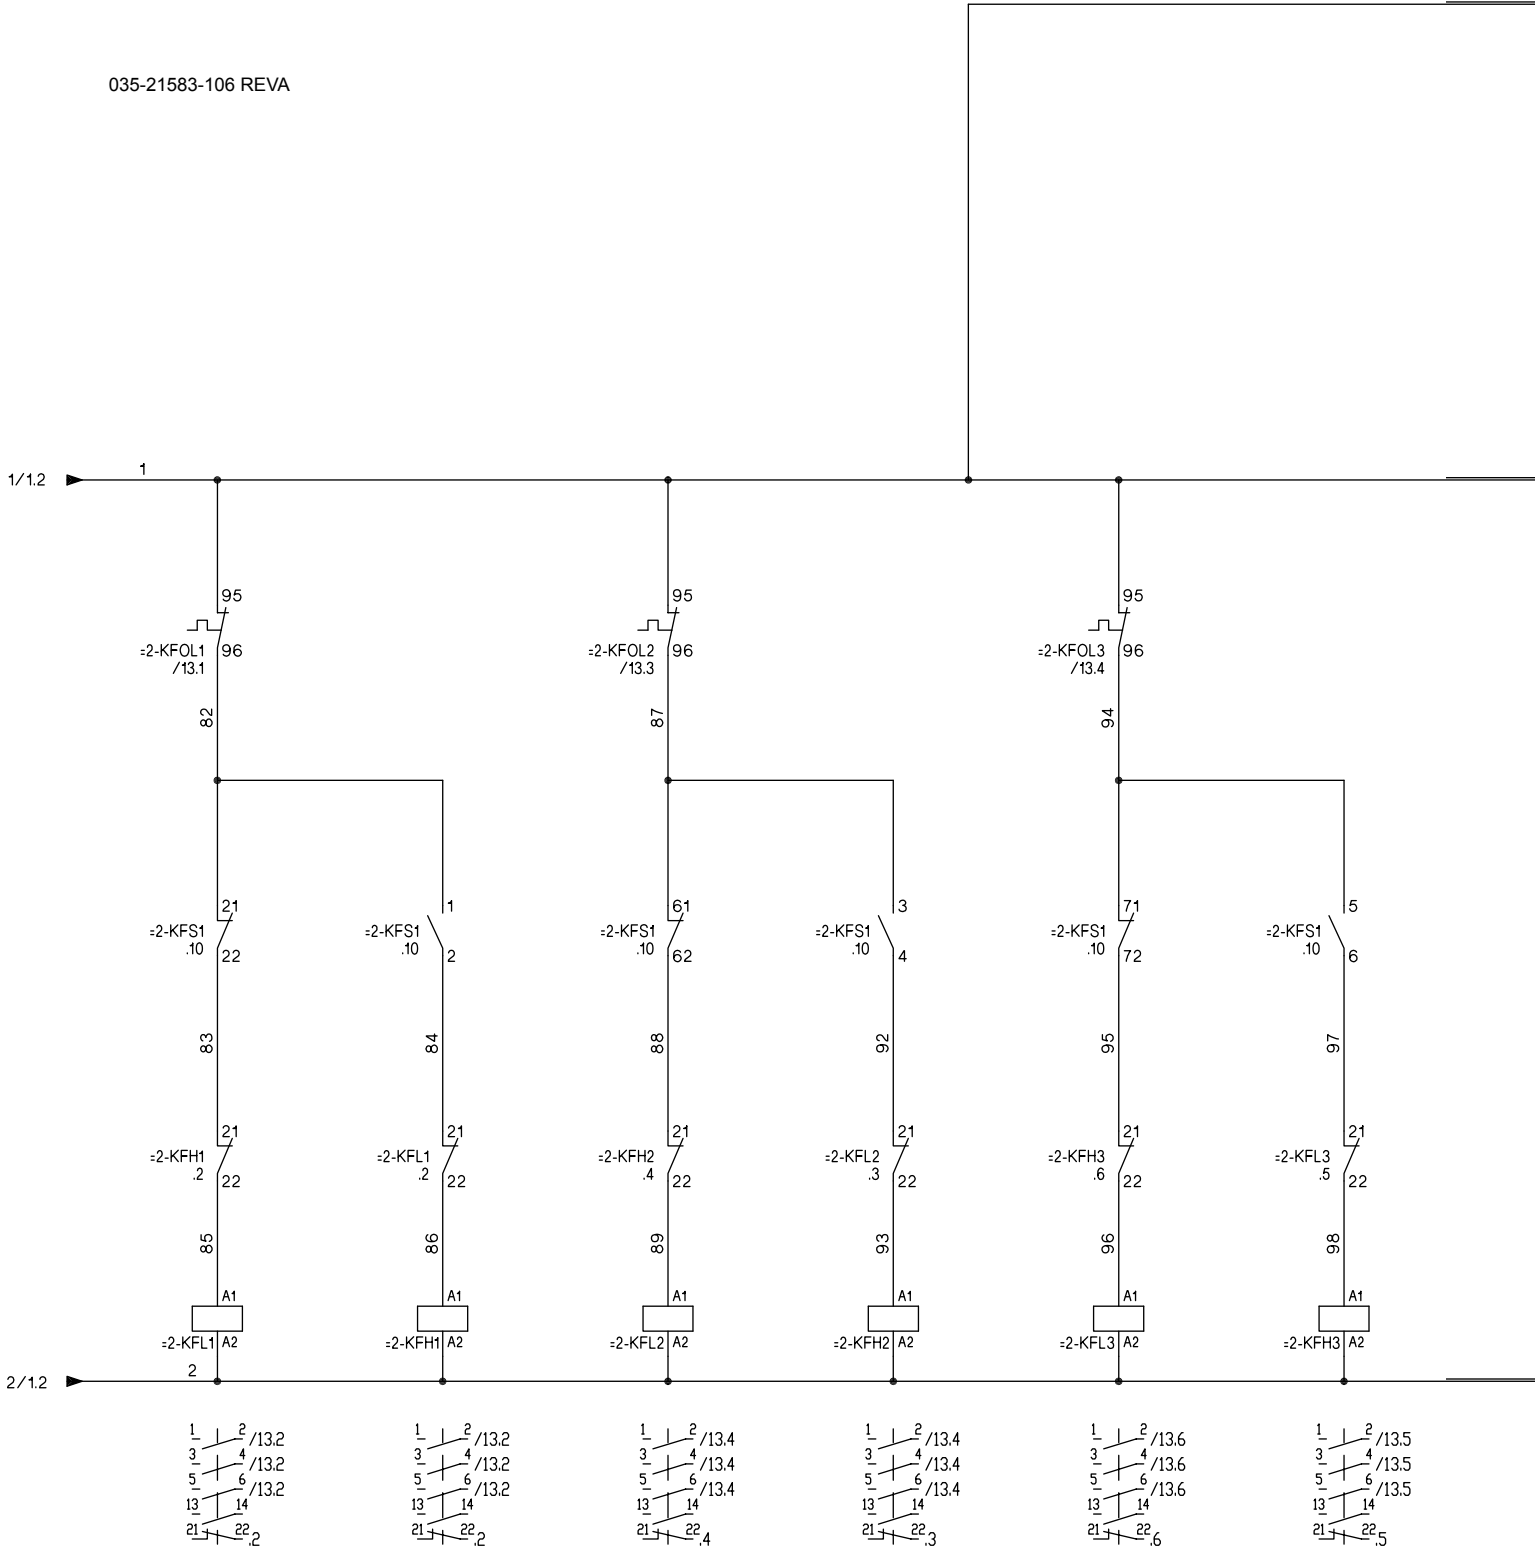 035-21583-106 REVA
1/1.2
1
95 95 95
=2-KFOL1 96 =2-KFOL2 96 =2-KFOL3 96
/13.1 /13.3 /13.4
82 87 94
21 1 61 3 71 5
=2-KFS1 =2-KFS1 =2-KFS1 =2-KFS1 =2-KFS1 =2-KFS1
.10 22 .10 2 .10 62 .10 4 .10 72 .10 6
83 84 88 92 95 97
21 21 21 21 21 21
=2-KFH1 =2-KFL1 =2-KFH2 =2-KFL2 =2-KFH3 =2-KFL3
.2 22 .2 22 .4 22 .3 22 .6 22 .5 22
85 86 89 93 96 98
A1 A1 A1 A1 A1 A1
=2-KFL1 A2 =2-KFH1 A2 =2-KFL2 A2 =2-KFH2 A2 =2-KFL3 A2 =2-KFH3 A2
2/1.2 2
1 2 /13.2 1 2 /13.2 1 2 /13.4 1 2 /13.4 1 2 /13.6 1 2 /13.5
3 4 /13.2 3 4 /13.2 3 4 /13.4 3 4 /13.4 3 4 /13.6 3 4 /13.5
5 6 /13.2 5 6 /13.2 5 6 /13.4 5 6 /13.4 5 6 /13.6 5 6 /13.5
13 14 13 14 13 14 13 14 13 14 13 14
21 22 .2 21 22 .2 21 22 .4 21 22 .3 21 22 .6 21 22 .5